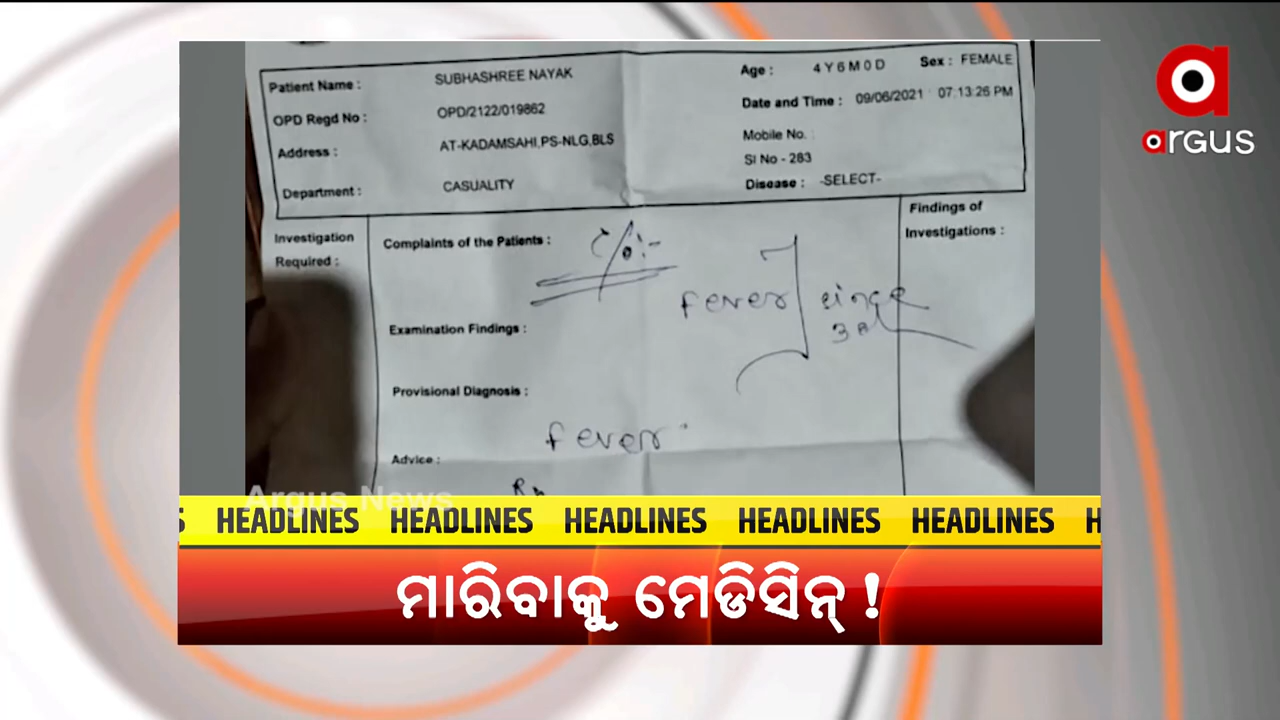 Patient Name : SUBHASHREE NAYAK
OPD Regd No : OPD/2122/019862
Address : AT-KADAMSAHI,PS-NLG,BLS
Department : CASUALITY
Age : 4 Y 6 M 0 D Sex : FEMALE
Date and Time : 09/06/2021 07:13:26 PM
Mobile No. :
Sl No - 283
Disease : -SELECT-
Investigation
Required :
Complaints of the Patients : C/o:-
fever since
3
Examination Findings :
Provisional Diagnosis :
fever
Advice :
Findings of
Investigations :
argus
Argus News
HEADLINES HEADLINES HEADLINES HEADLINES HEADLINES
ମାରିବାକୁ ମେଡିସିନ୍ !